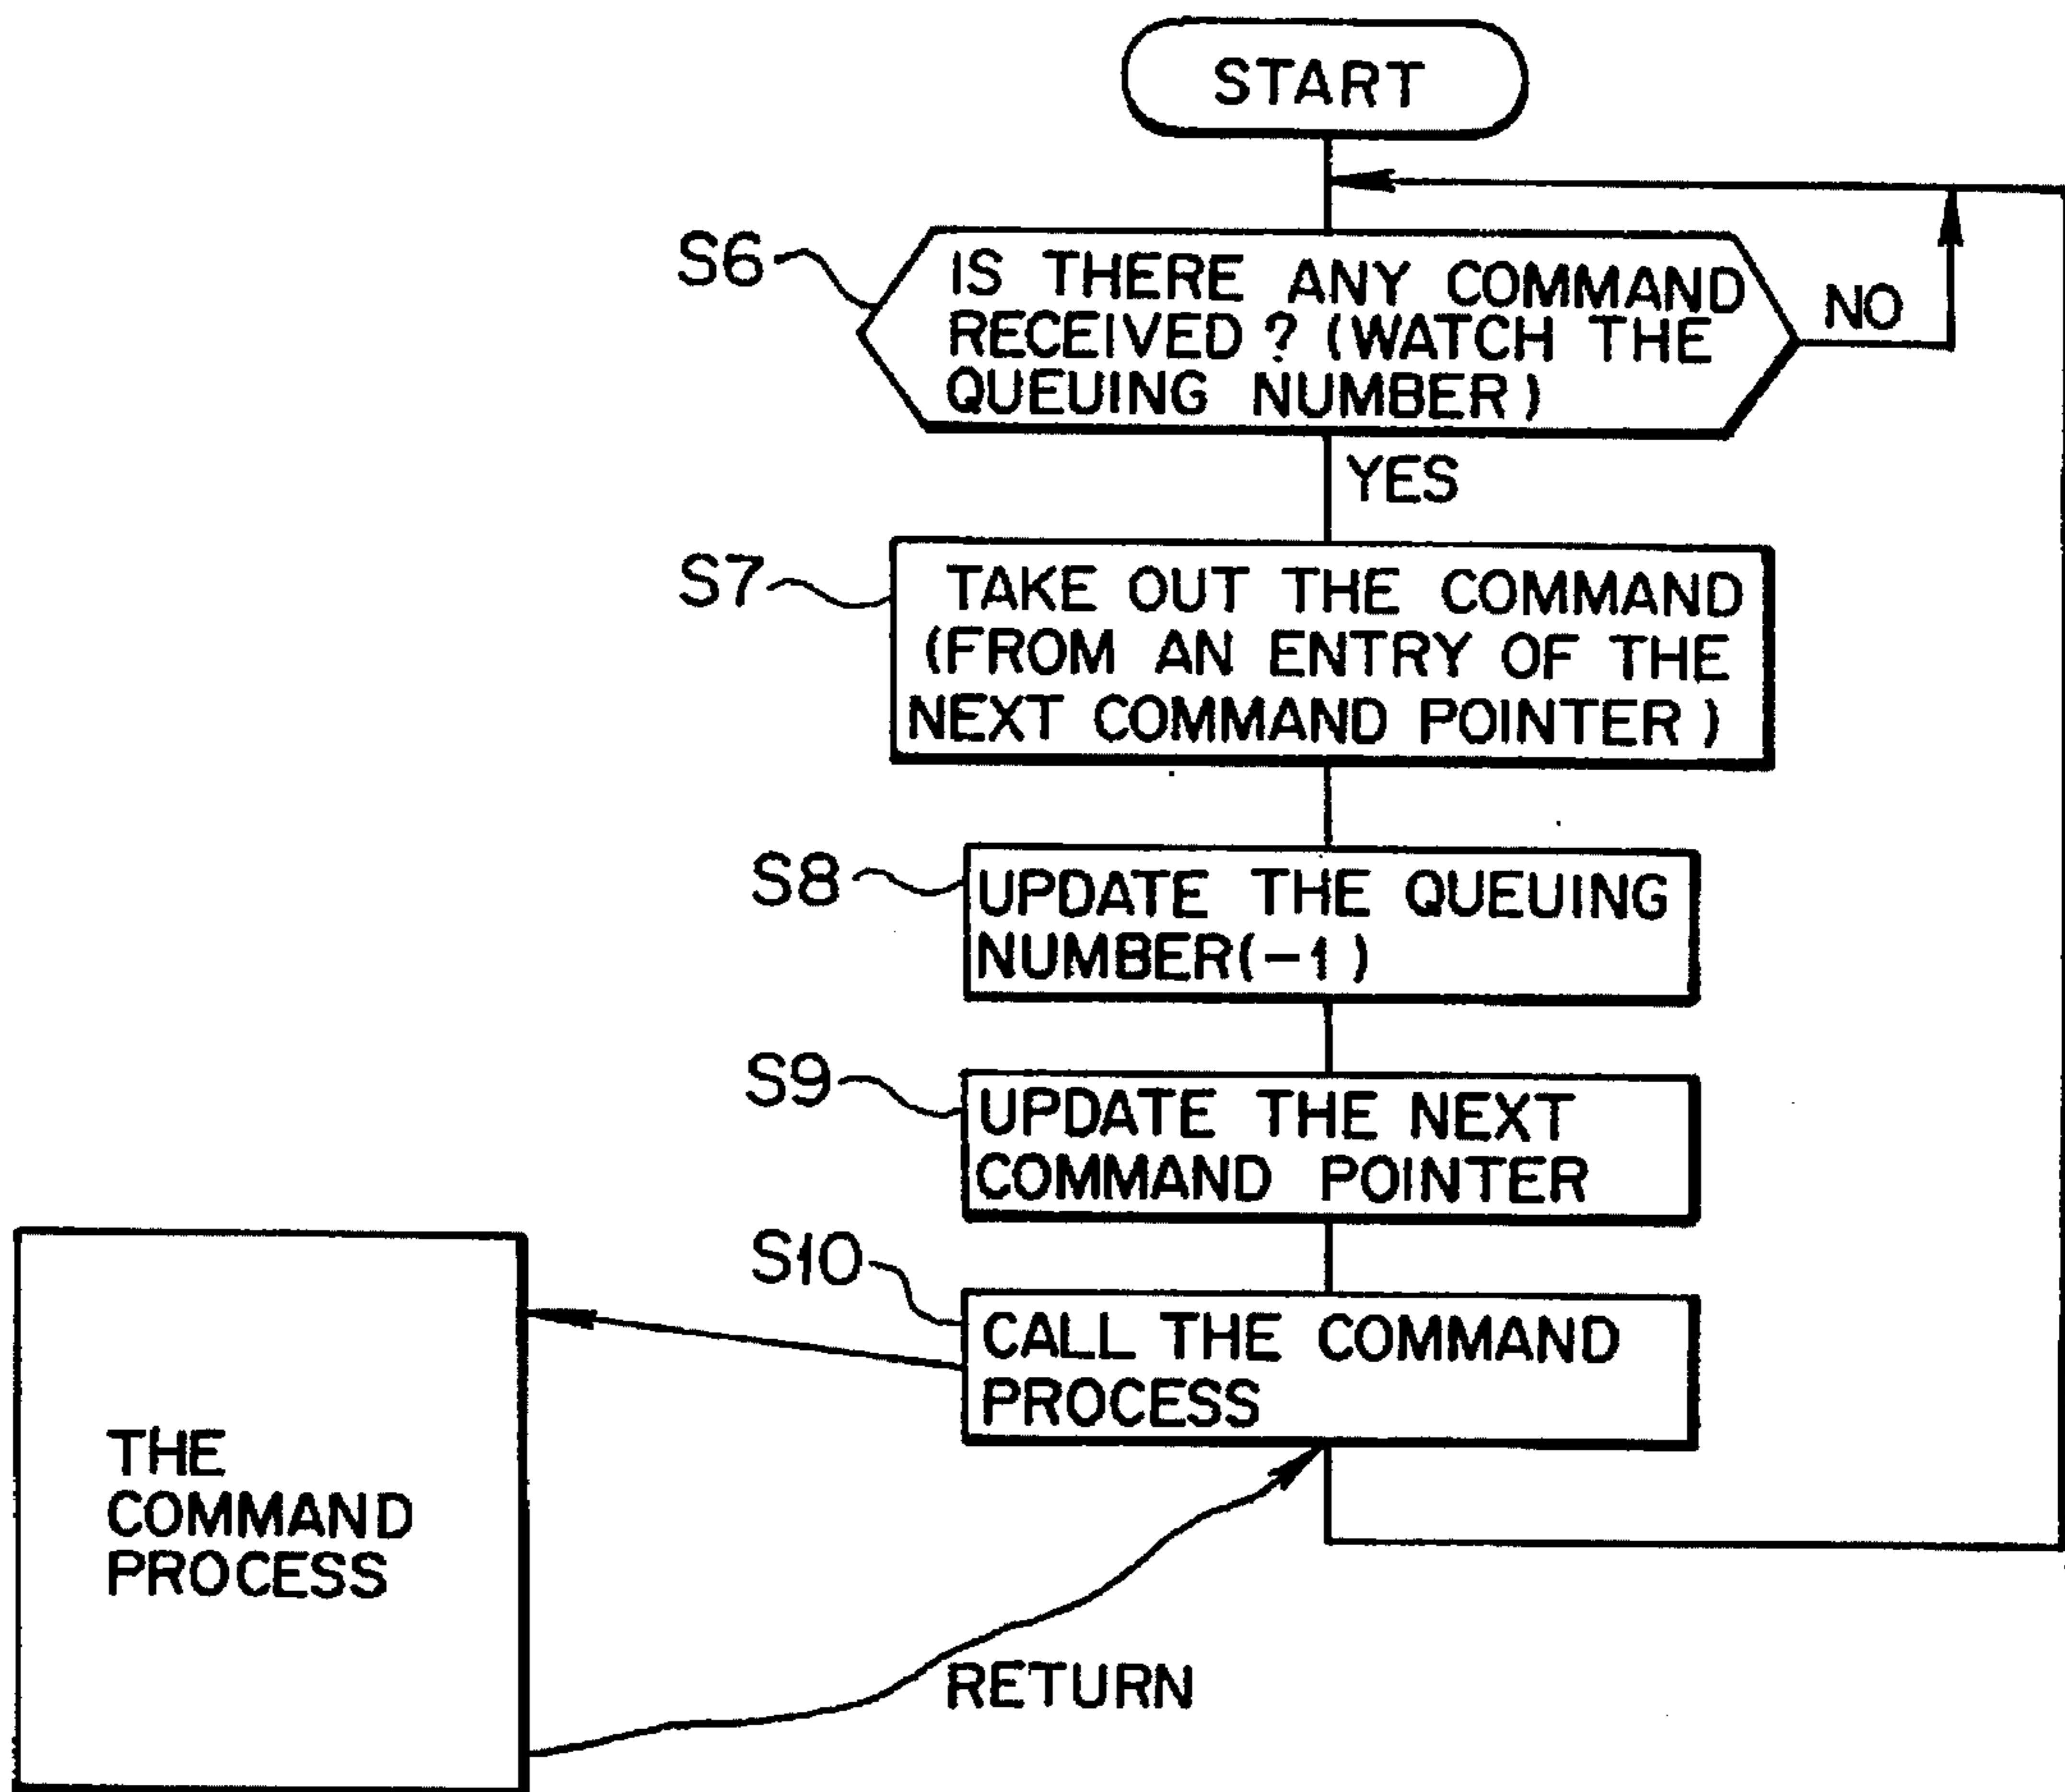 START
S6
IS THERE ANY COMMAND
RECEIVED ? (WATCH THE
QUEUING NUMBER)
NO
YES
S7
TAKE OUT THE COMMAND
(FROM AN ENTRY OF THE
NEXT COMMAND POINTER)
S8
UPDATE THE QUEUING
NUMBER(-1)
S9
UPDATE THE NEXT
COMMAND POINTER
S10
CALL THE COMMAND
PROCESS
THE
COMMAND
PROCESS
RETURN